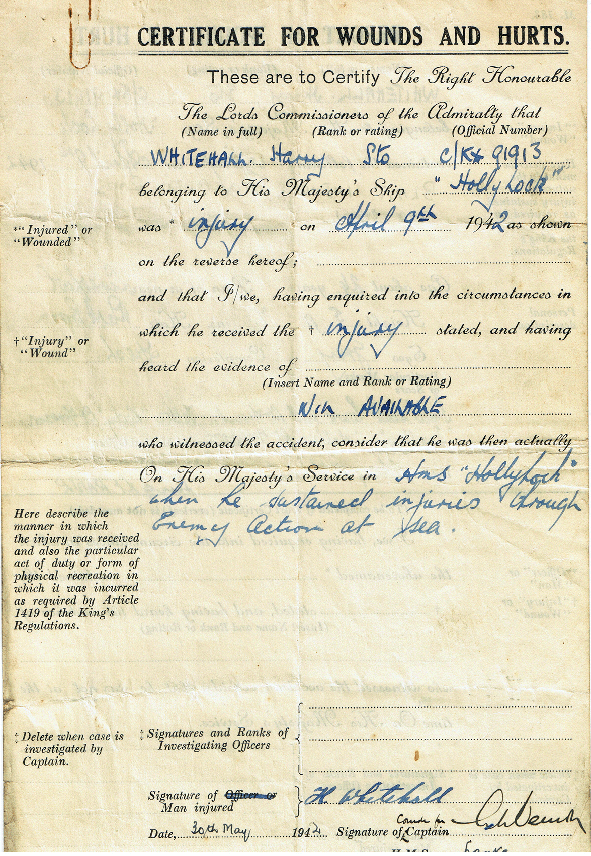 CERTIFICATE FOR WOUNDS AND HURTS.
These are to Certify The Right Honourable
The Lords Commissioners of the Admiralty that
(Name in full) (Rank or rating) (Official Number)
WHITEHALL. Harry Sto C/KX 91913
belonging to His Majesty's Ship "Hollyhock"
*"Injured" or
"Wounded"
was * injury on April 9th 1942 as shown
on the reverse hereof;
and that I/we, having enquired into the circumstances in
†"Injury" or
"Wound"
which he received the † injury stated, and having
heard the evidence of
(Insert Name and Rank or Rating)
AVAILABLE
who witnessed the accident, consider that he was then actually
On His Majesty's Service in HMS "Hollyhock"
when he sustained injuries through
Enemy Action at sea.
Here describe the
manner in which
the injury was received
and also the particular
act of duty or form of
physical recreation in
which it was incurred
as required by Article
1419 of the King's
Regulations.
‡ Delete when case is
investigated by
Captain.
‡ Signatures and Ranks of
Investigating Officers
Signature of Officer or
Man injured
H. Whitehall
Date, 30th May 1942 Signature of Captain
H.M.S.